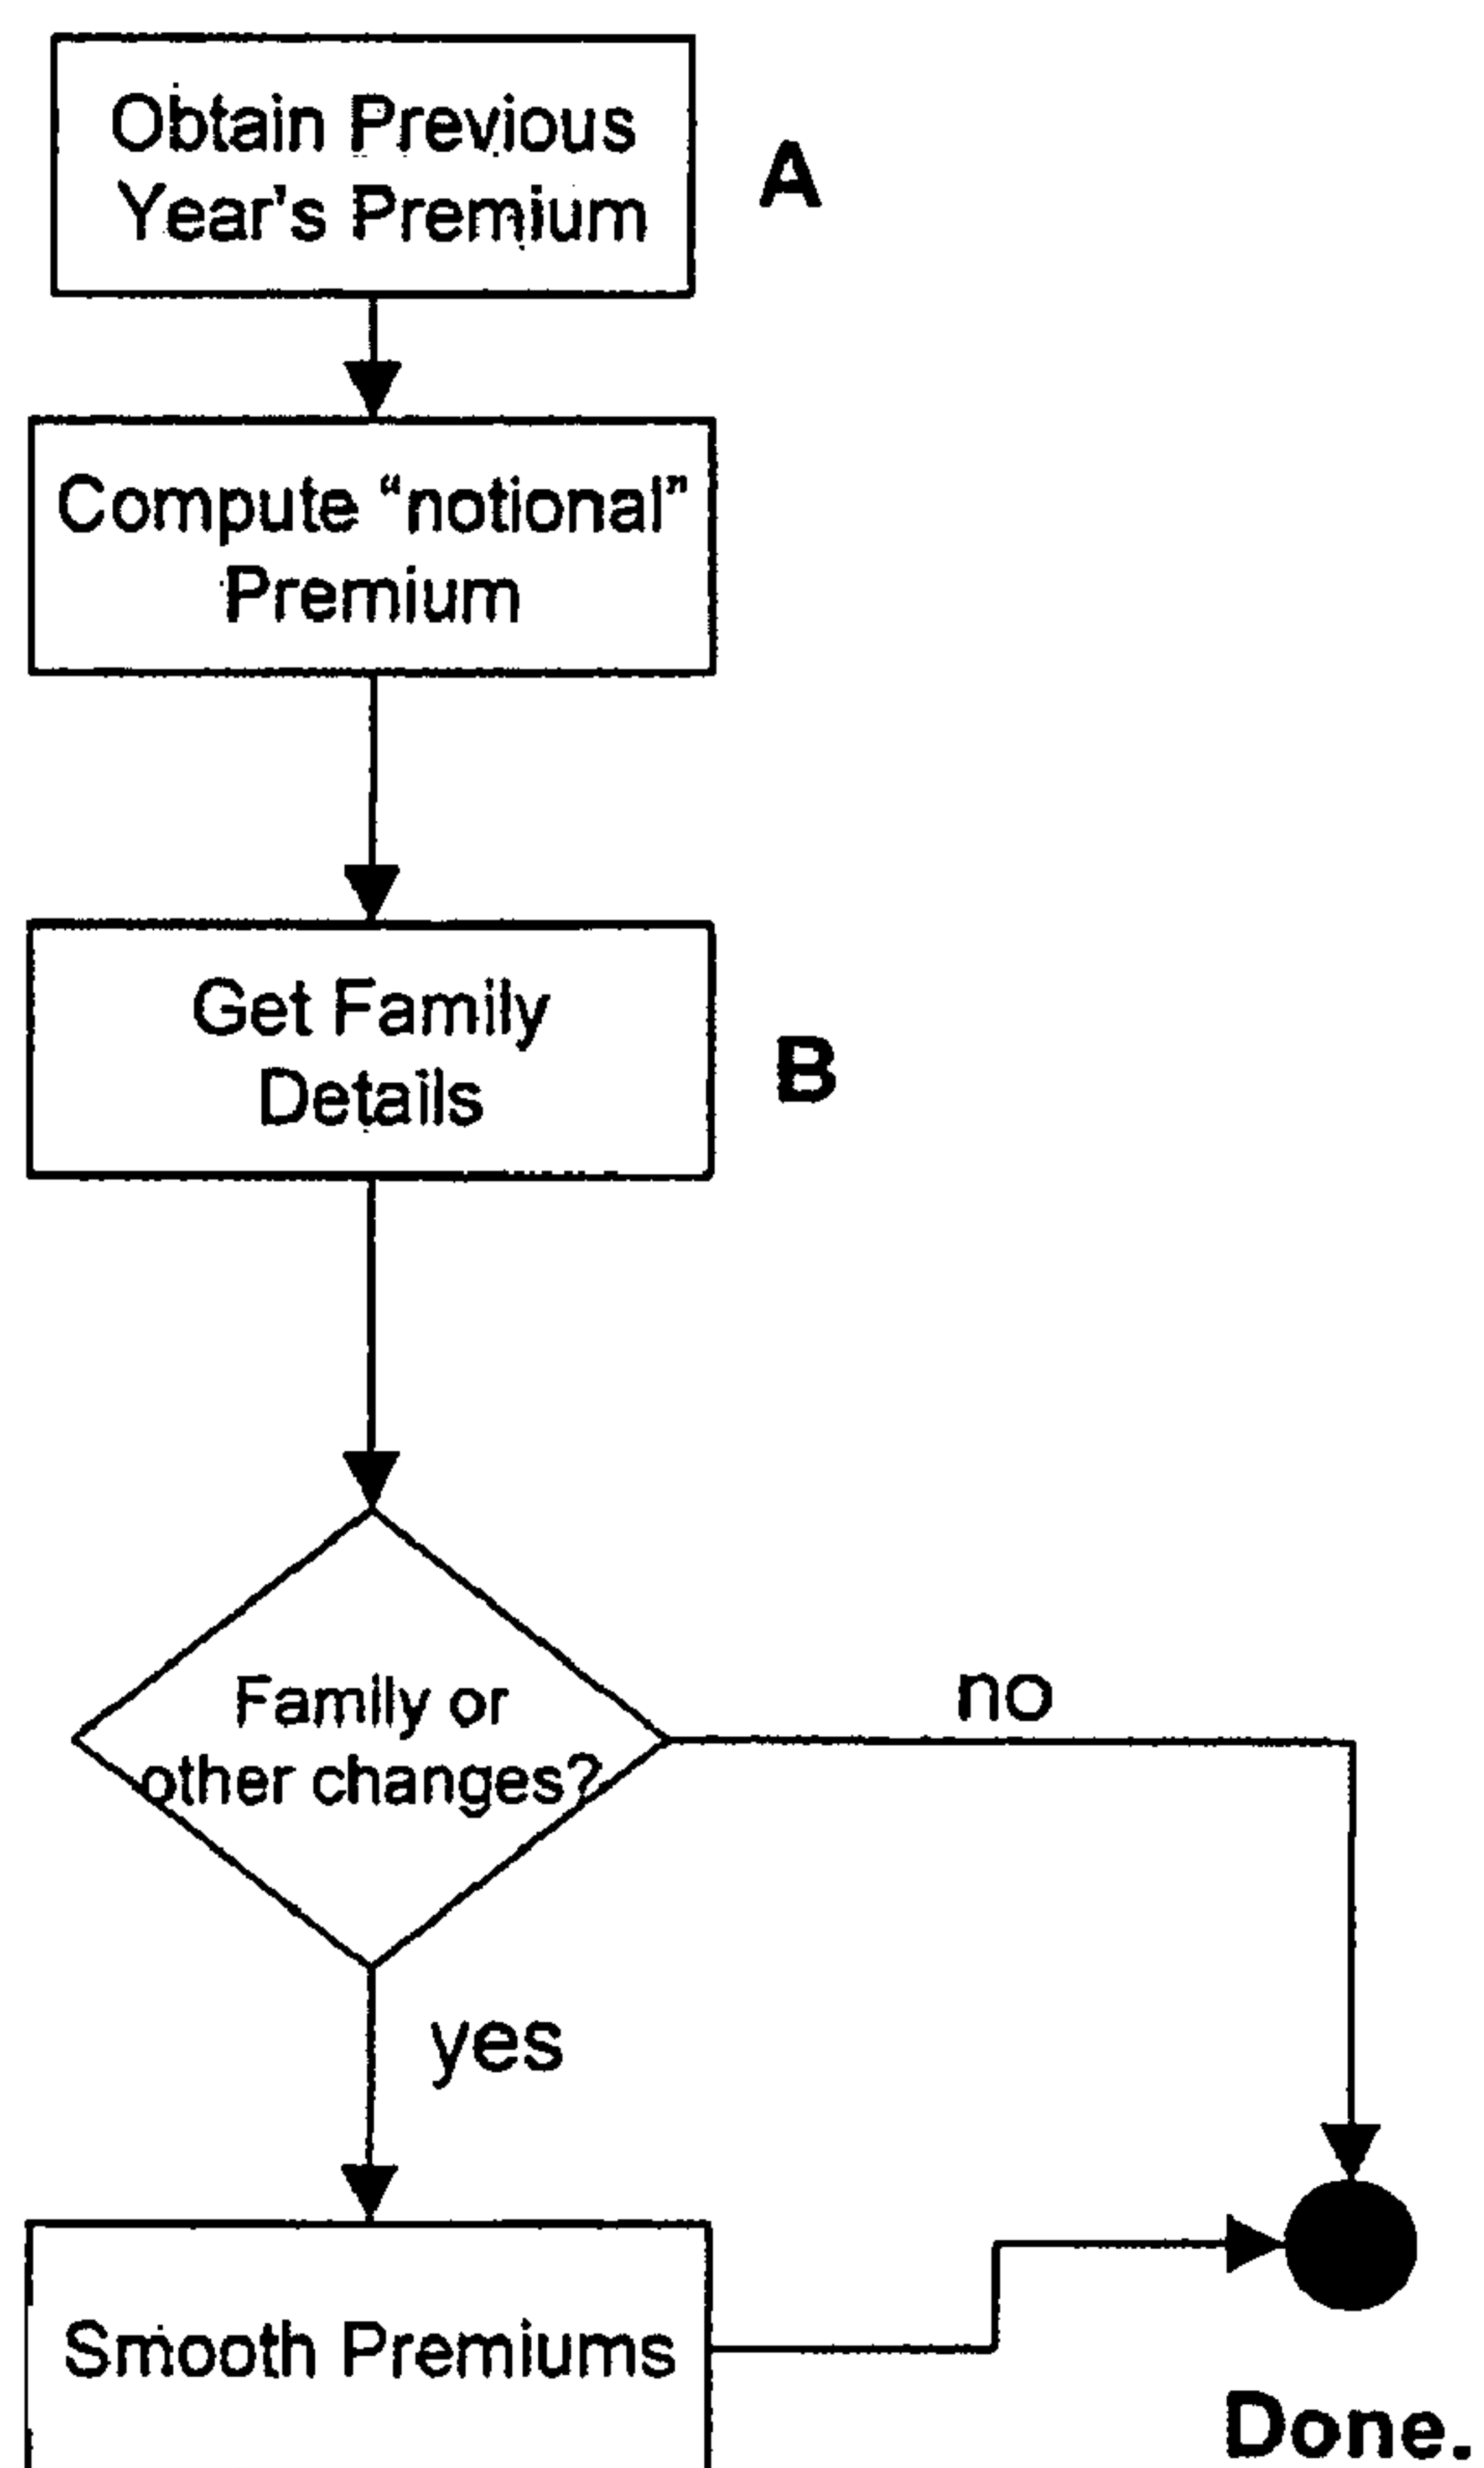 Obtain Previous
Year's Premium
A
Compute “notional”
Premium
Get Family
Details
B
Family or
other changes?
no
yes
Smooth Premiums
Done.